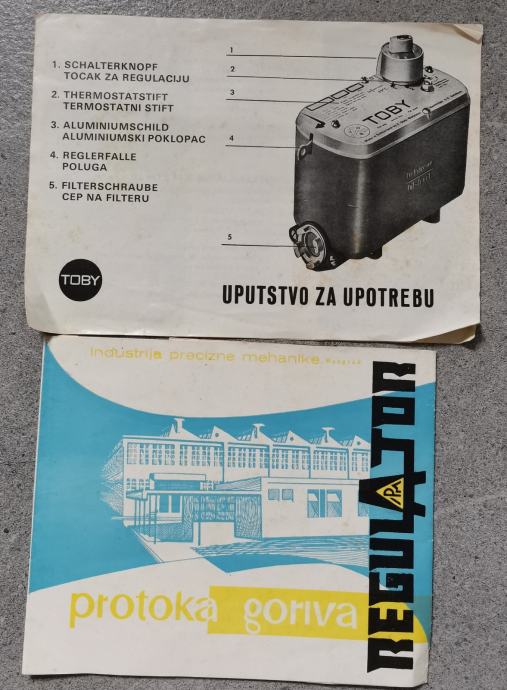 1. SCHALTERKNOPF
TOCAK ZA REGULACIJU
2. THERMOSTATSTIFT
TERMOSTATNI STIFT
3. ALUMINIUMSCHILD
ALUMINIUMSKI POKLOPAC
4. REGLERFALLE
POLUGA
5. FILTERSCHRAUBE
CEP NA FILTERU
1
2
3
4
5
TOBY
TOBY
UPUTSTVO ZA UPOTREBU
Industrija precizne mehanike
REGULATOR
protoka goriva